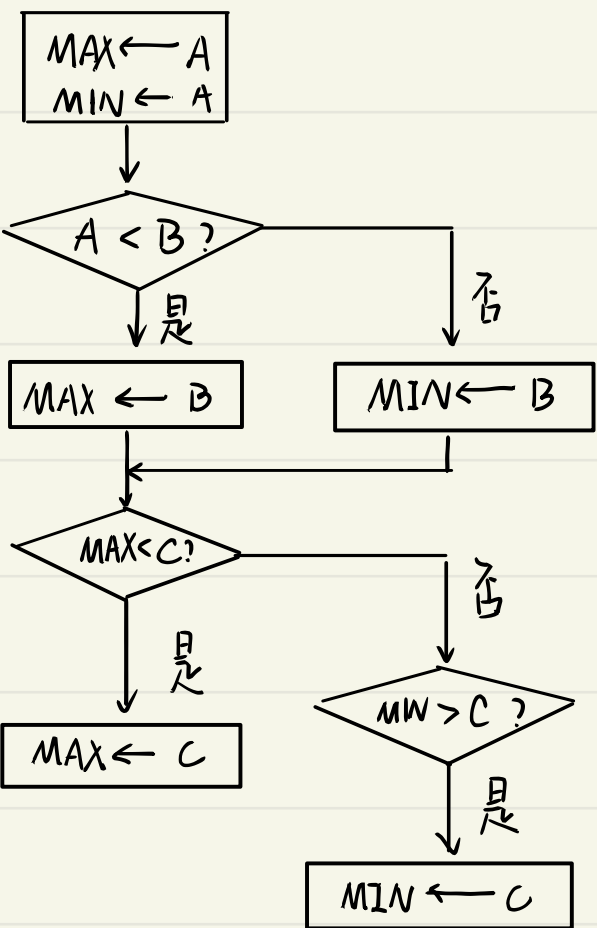 MAX ← A
MIN ← A
A < B ?
是
否
MAX ← B
MIN ← B
MAX < C?
是
否
MAX ← C
MIN > C ?
是
MIN ← C